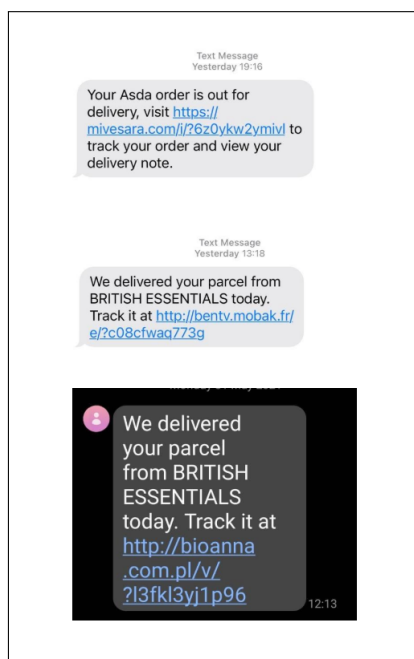 Text Message
Yesterday 19:16
Your Asda order is out for
delivery, visit https://
mivesara.com/j/?6z0ykw2ymivl to
track your order and view your
delivery note.
Text Message
Yesterday 13:18
We delivered your parcel from
BRITISH ESSENTIALS today.
Track it at http://bentv.mobak.fr/
e/?c08cfwaq773g
We delivered
your parcel
from BRITISH
ESSENTIALS
today. Track it at
http://bioanna
.com.pl/v/
?l3fkl3yj1p96
12:13